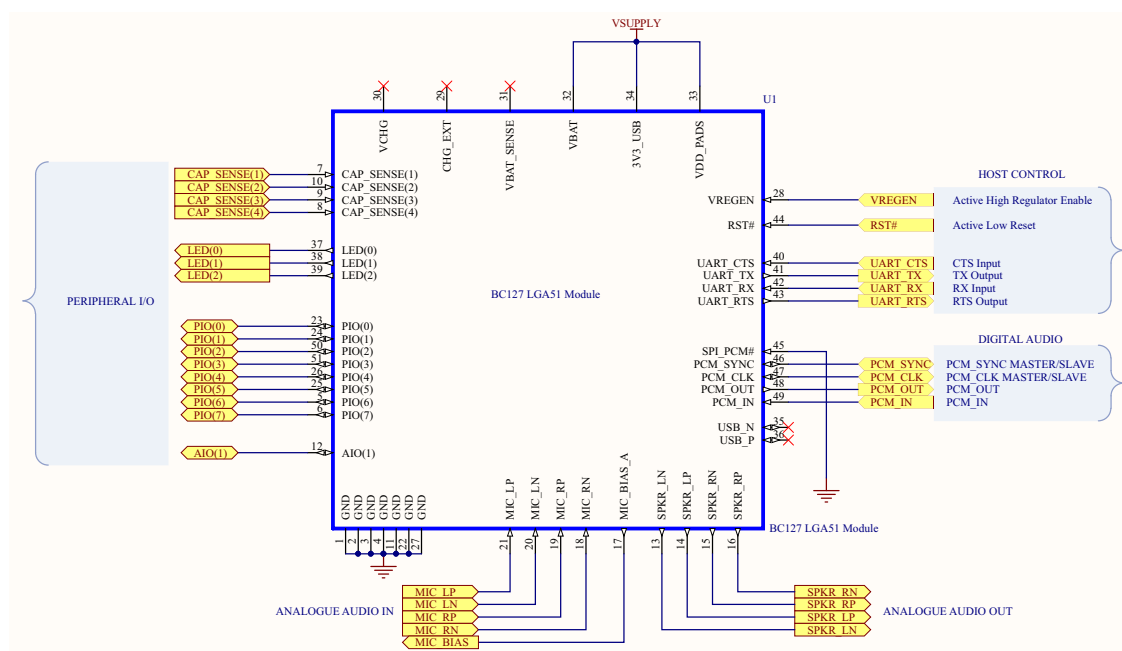 VSUPPLY
U1
30
29
31
32
34
33
VCHG
CHG_EXT
VBAT_SENSE
VBAT
3V3_USB
VDD_PADS
PERIPHERAL I/O
CAP_SENSE(1) 7 CAP_SENSE(1)
CAP_SENSE(2) 10 CAP_SENSE(2)
CAP_SENSE(3) 9 CAP_SENSE(3)
CAP_SENSE(4) 8 CAP_SENSE(4)
LED(0) 37 LED(0)
LED(1) 38 LED(1)
LED(2) 39 LED(2)
PIO(0) 23 PIO(0)
PIO(1) 24 PIO(1)
PIO(2) 50 PIO(2)
PIO(3) 51 PIO(3)
PIO(4) 26 PIO(4)
PIO(5) 25 PIO(5)
PIO(6) 5 PIO(6)
PIO(7) 6 PIO(7)
AIO(1) 12 AIO(1)
BC127 LGA51 Module
HOST CONTROL
VREGEN 28 VREGEN Active High Regulator Enable
RST# 44 RST# Active Low Reset
UART_CTS 40 UART_CTS CTS Input
UART_TX 41 UART_TX TX Output
UART_RX 42 UART_RX RX Input
UART_RTS 43 UART_RTS RTS Output
DIGITAL AUDIO
SPI_PCM# 45
PCM_SYNC 46 PCM_SYNC PCM_SYNC MASTER/SLAVE
PCM_CLK 47 PCM_CLK PCM_CLK MASTER/SLAVE
PCM_OUT 48 PCM_OUT PCM_OUT
PCM_IN 49 PCM_IN PCM_IN
USB_N 35
USB_P 36
GND
GND
GND
GND
GND
GND
GND
1
2
3
4
11
22
27
MIC_LP
MIC_LN
MIC_RP
MIC_RN
MIC_BIAS_A
SPKR_LN
SPKR_LP
SPKR_RN
SPKR_RP
21
20
19
18
17
13
14
15
16
BC127 LGA51 Module
ANALOGUE AUDIO IN
MIC_LP
MIC_LN
MIC_RP
MIC_RN
MIC_BIAS
SPKR_RN
SPKR_RP
SPKR_LP
SPKR_LN
ANALOGUE AUDIO OUT